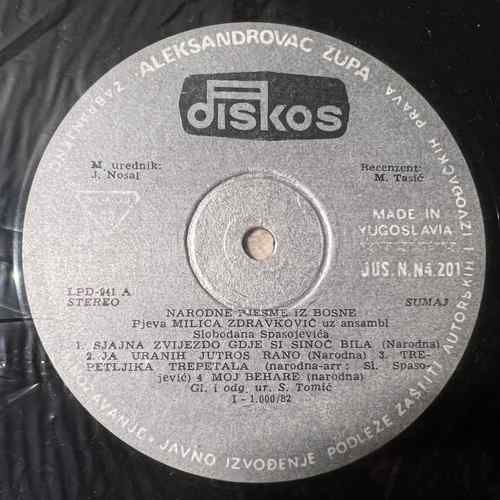 ALEKSANDROVAC ŽUPA
diskos
M. urednik:
J. Nosal
Recenzent:
M. Tasić
MADE IN
YUGOSLAVIA
JUS. N.N4.201
LPD-941 A
STEREO
SUMAJ
NARODNE PJESME IZ BOSNE
Pjeva MILICA ZDRAVKOVIĆ uz ansambl
Slobodana Spasojevića
1. SJAJNA ZVIJEZDO GDJE SI SINOĆ BILA (Narodna)
2. JA URANIH JUTROS RANO (Narodna) 3. TRE-
PETLJIKA TREPETALA (narodna-arr: Sl. Spaso-
jević) 4 MOJ BEHARE (narodna)
Gl. i odg. ur. S. Tomić
I - 1.000/82
JAVNO IZVOĐENJE PODLEŽE ZAŠTITI AUTORSKIH I IZVOĐAČKIH PRAVA